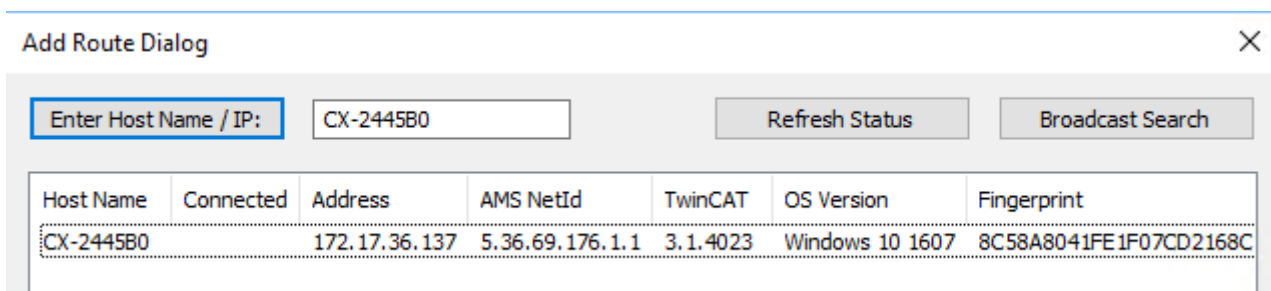 Add Route Dialog
Enter Host Name / IP: CX-2445B0 Refresh Status Broadcast Search
Host Name Connected Address AMS NetId TwinCAT OS Version Fingerprint
CX-2445B0 172.17.36.137 5.36.69.176.1.1 3.1.4023 Windows 10 1607 8C58A8041FE1F07CD2168C